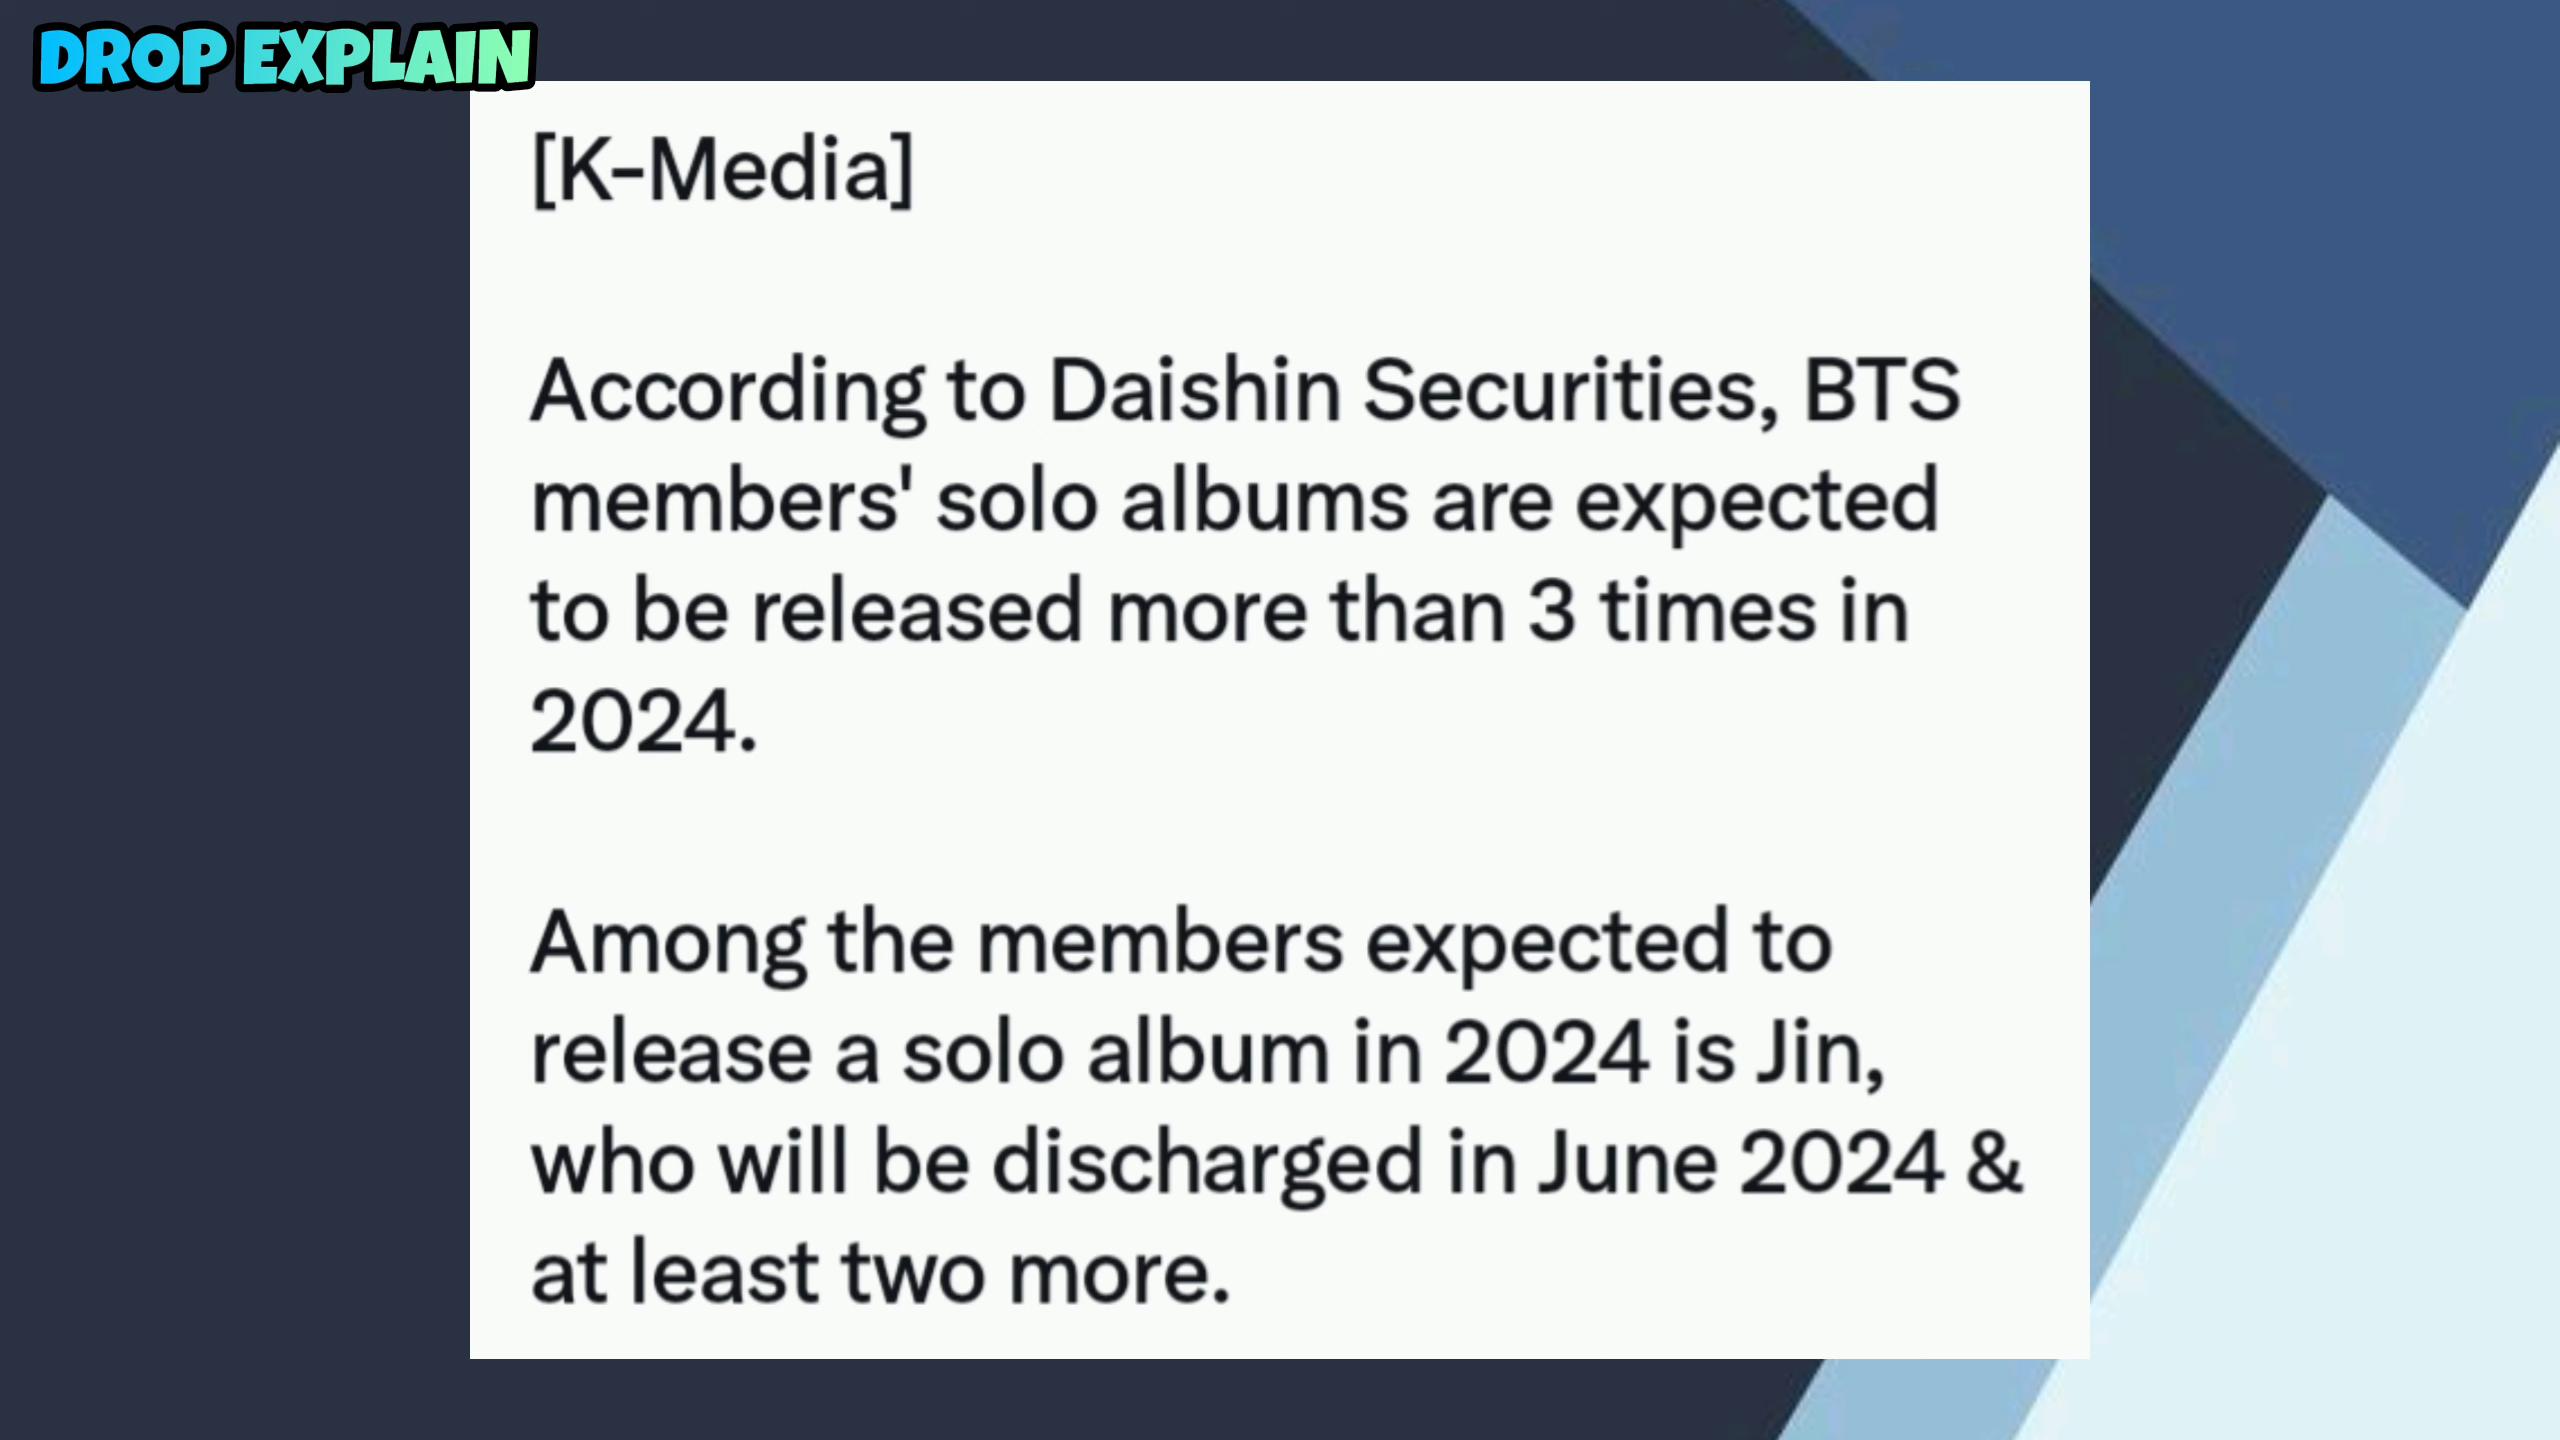 DROP EXPLAIN
[K-Media]
According to Daishin Securities, BTS
members' solo albums are expected
to be released more than 3 times in
2024.
Among the members expected to
release a solo album in 2024 is Jin,
who will be discharged in June 2024 &
at least two more.